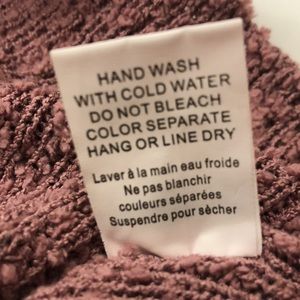 HAND WASH
WITH COLD WATER
DO NOT BLEACH
COLOR SEPARATE
HANG OR LINE DRY
Laver à la main eau froide
Ne pas blanchir
couleurs séparées
Suspendre pour sècher